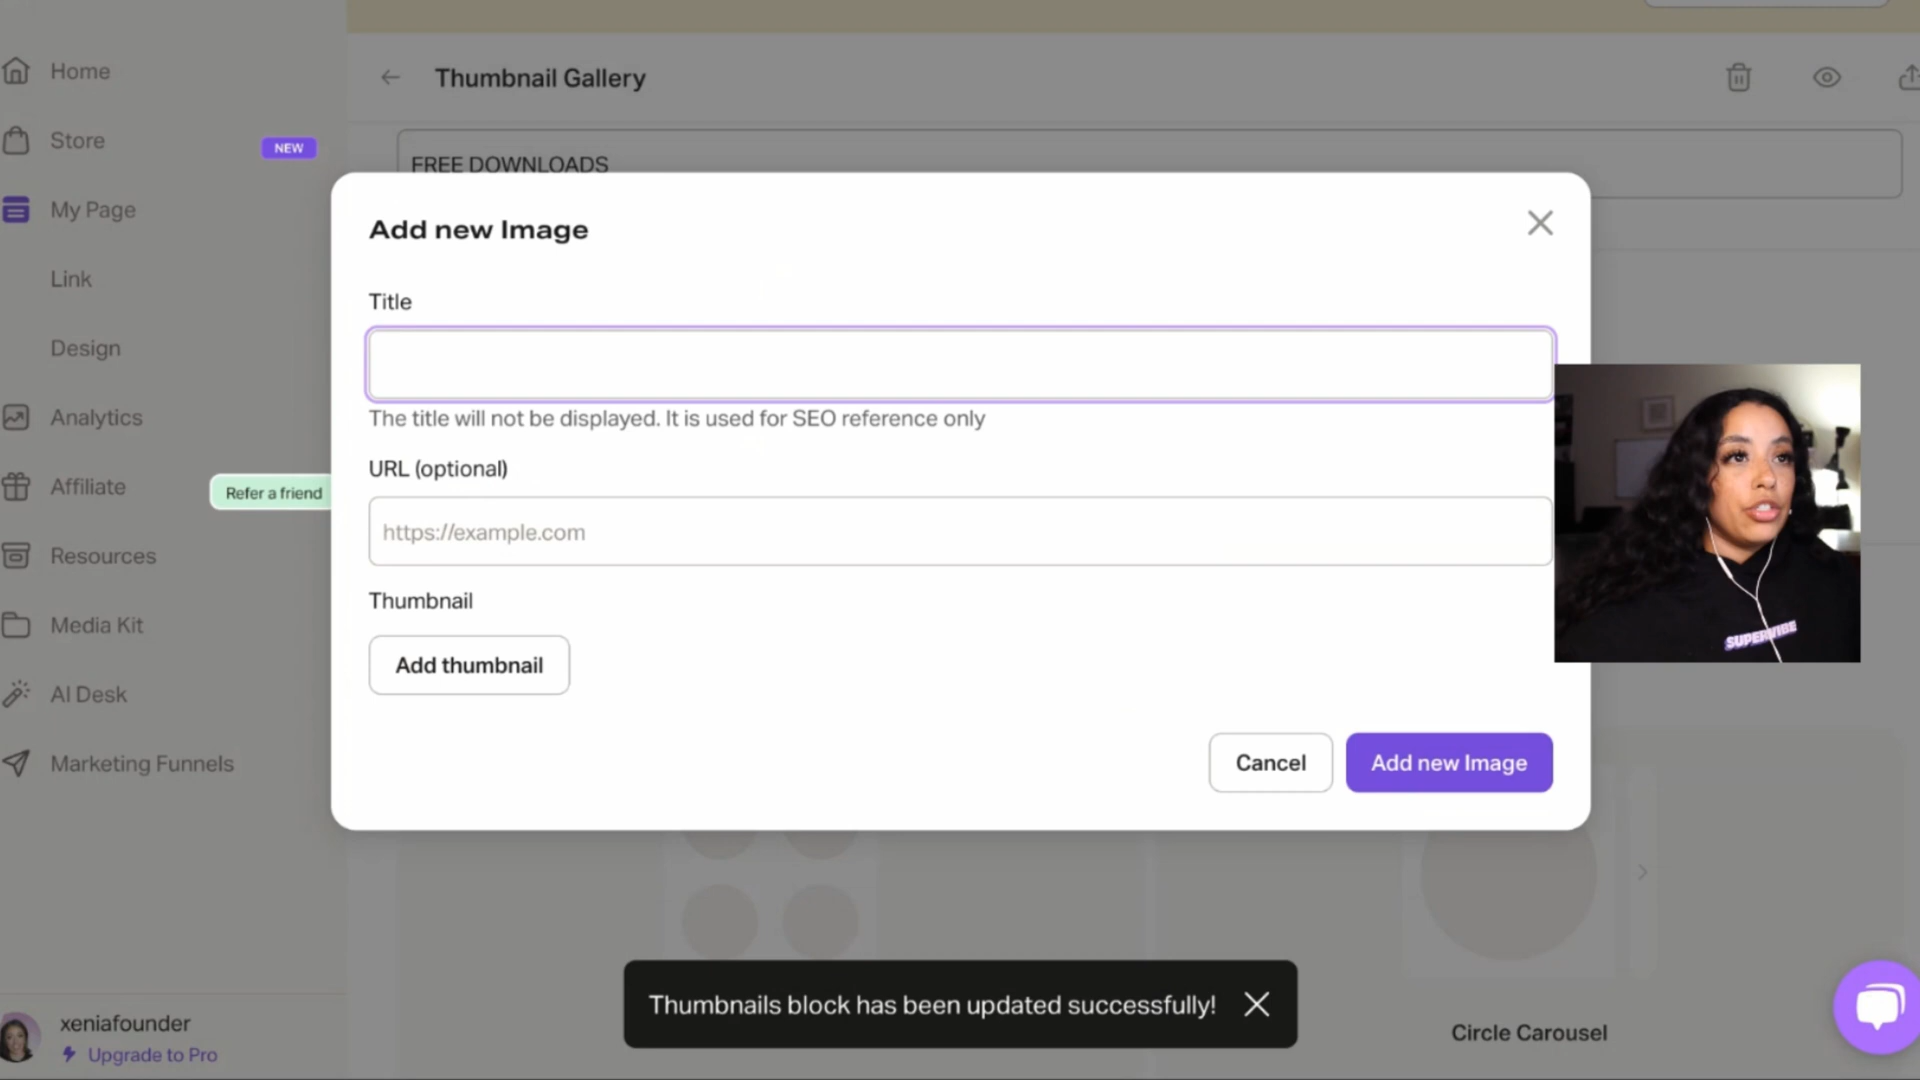 Home
Store
NEW
My Page
Link
Design
Analytics
Affiliate
Refer a friend
Resources
Media Kit
AI Desk
Marketing Funnels
xeniafounder
Upgrade to Pro
Thumbnail Gallery
FREE DOWNLOADS
Add new Image
Title
The title will not be displayed. It is used for SEO reference only
URL (optional)
https://example.com
Thumbnail
Add thumbnail
Cancel
Add new Image
SUPERVIBE
Thumbnails block has been updated successfully!
Circle Carousel